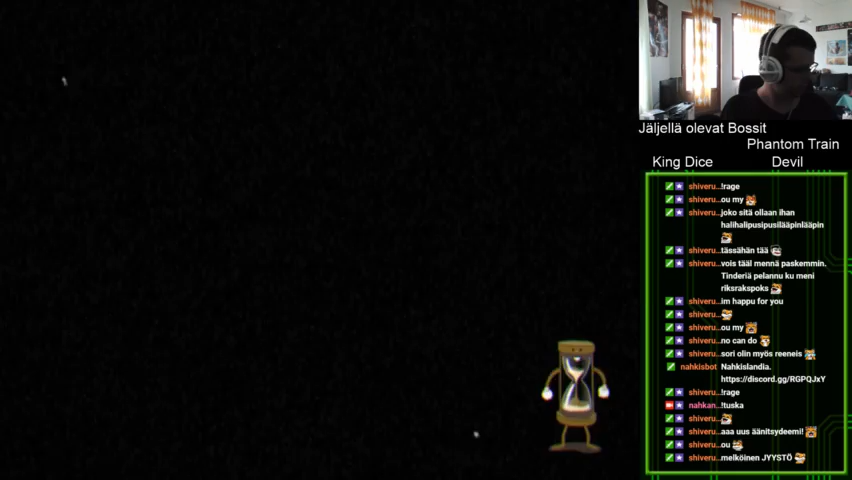 Jäljellä olevat Bossit
Phantom Train
King Dice
Devil
shiveru...!rage
shiveru...ou my
shiveru...joko sitä ollaan ihan
halihalipusipusilääpinlääpin
shiveru...tässähän tää
shiveru...vois tääl mennä paskemmin.
Tinderiä pelannu ku meni
riksrakspoks
shiveru...im happu for you
shiveru...
shiveru...ou my
shiveru...no can do
shiveru...sori olin myös reeneis
nahkisbot Nahkislandia.
https://discord.gg/RGPQJxY
shiveru...!rage
nahkan...!tuska
shiveru...
shiveru...aaa uus äänitsydeemi!
shiveru...ou
shiveru...melköinen JYYSTÖ